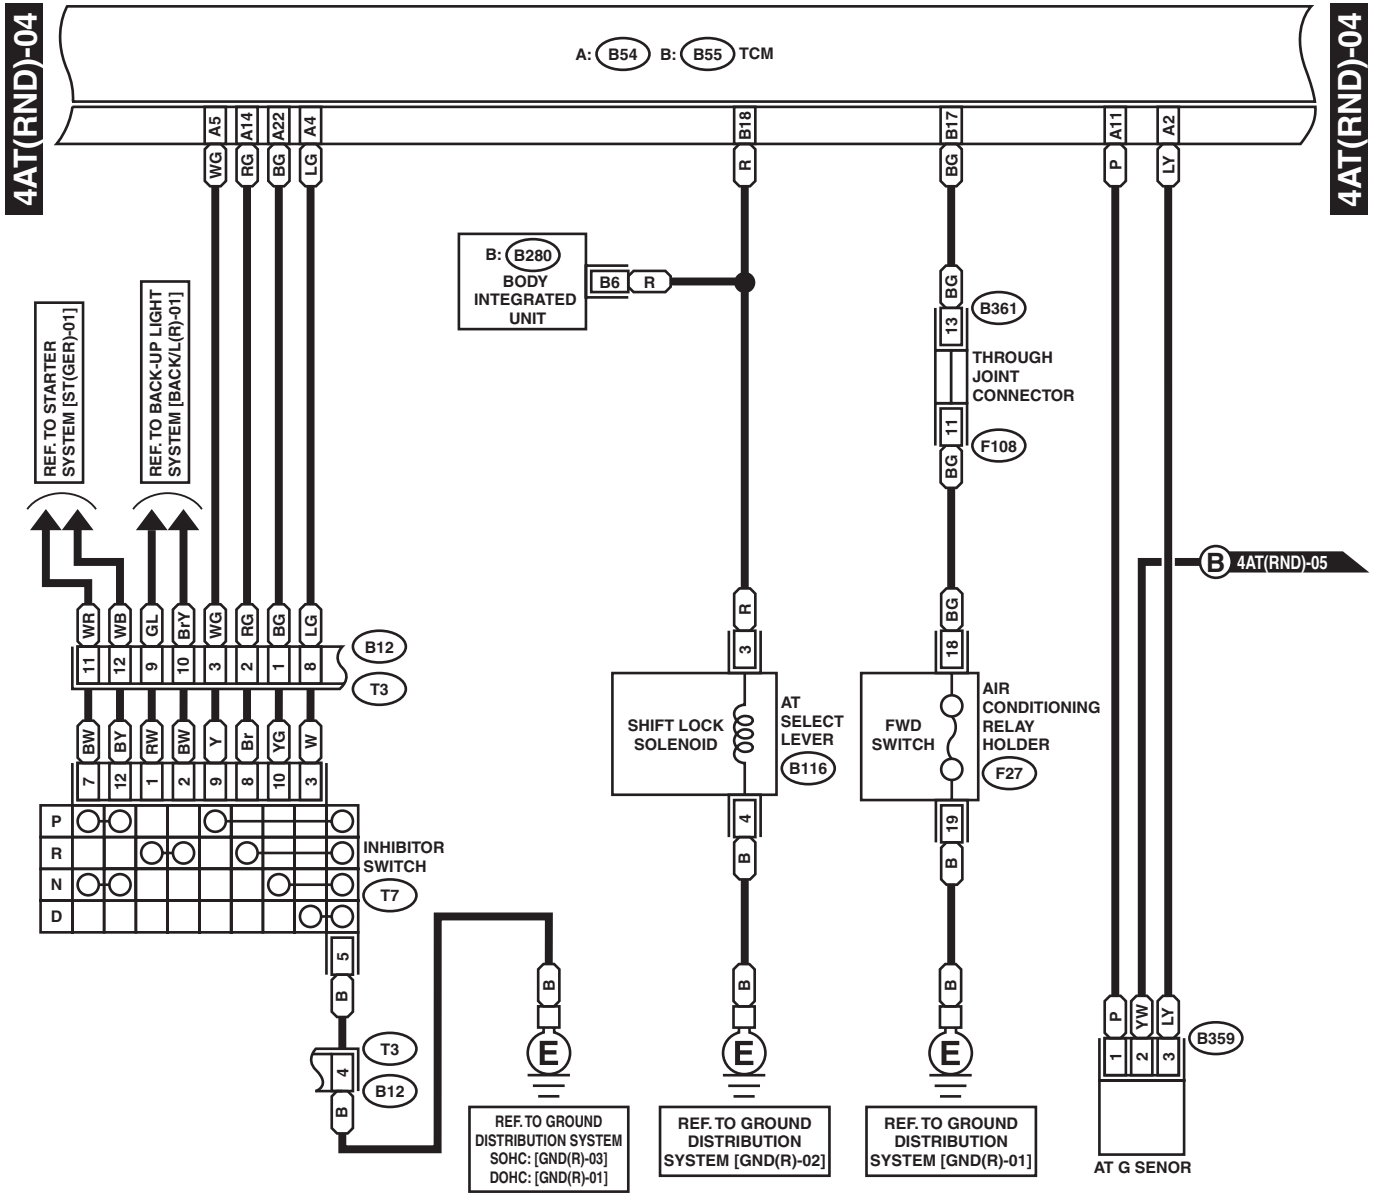 4AT(RND)-04
4AT(RND)-04
A: B54 B: B55 TCM
A5
A14
A22
A4
B18
B17
A11
A2
WG
RG
BG
LG
R
BG
P
LY
B: B280
BODY
INTEGRATED
UNIT
B6
R
BG
B361
13
THROUGH
JOINT
CONNECTOR
11
F108
BG
REF. TO STARTER
SYSTEM [ST(GER)-01]
REF. TO BACK-UP LIGHT
SYSTEM [BACK/L(R)-01]
B
4AT(RND)-05
WR
WB
GL
BrY
WG
RG
BG
LG
R
BG
11
12
9
10
3
2
1
8
B12
T3
3
18
BW
BY
RW
BW
Y
Br
YG
W
SHIFT LOCK
SOLENOID
AT
SELECT
LEVER
B116
FWD
SWITCH
AIR
CONDITIONING
RELAY
HOLDER
F27
7
12
1
2
9
8
10
3
P
R
N
D
INHIBITOR
SWITCH
T7
4
19
B
B
5
B
B
B
B
T3
4
B12
B
E
E
E
P
YW
LY
1
2
3
B359
REF. TO GROUND
DISTRIBUTION SYSTEM
SOHC: [GND(R)-03]
DOHC: [GND(R)-01]
REF. TO GROUND
DISTRIBUTION
SYSTEM [GND(R)-02]
REF. TO GROUND
DISTRIBUTION
SYSTEM [GND(R)-01]
AT G SENOR